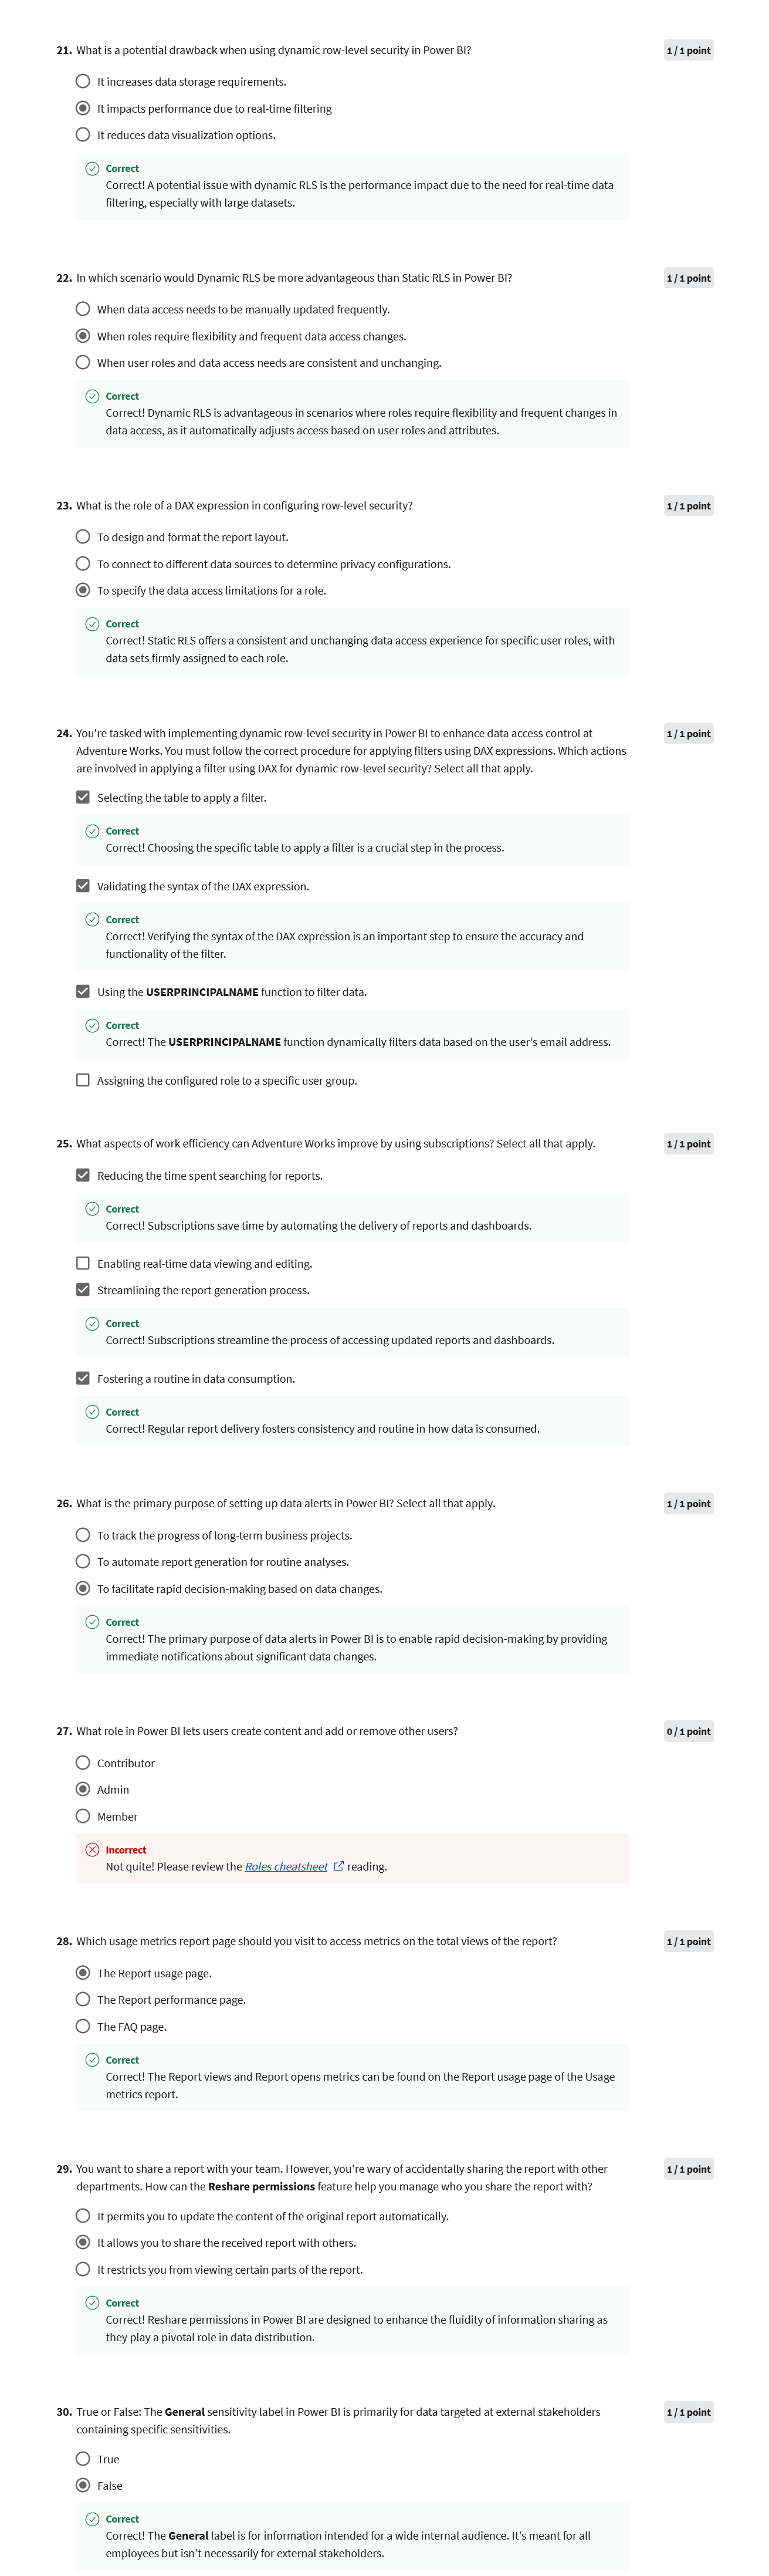 21. What is a potential drawback when using dynamic row-level security in Power BI?
1 / 1 point
It increases data storage requirements.
It impacts performance due to real-time filtering
It reduces data visualization options.
Correct
Correct! A potential issue with dynamic RLS is the performance impact due to the need for real-time data
filtering, especially with large datasets.
22. In which scenario would Dynamic RLS be more advantageous than Static RLS in Power BI?
1 / 1 point
When data access needs to be manually updated frequently.
When roles require flexibility and frequent data access changes.
When user roles and data access needs are consistent and unchanging.
Correct
Correct! Dynamic RLS is advantageous in scenarios where roles require flexibility and frequent changes in
data access, as it automatically adjusts access based on user roles and attributes.
23. What is the role of a DAX expression in configuring row-level security?
1 / 1 point
To design and format the report layout.
To connect to different data sources to determine privacy configurations.
To specify the data access limitations for a role.
Correct
Correct! Static RLS offers a consistent and unchanging data access experience for specific user roles, with
data sets firmly assigned to each role.
24. You're tasked with implementing dynamic row-level security in Power BI to enhance data access control at
1 / 1 point
Adventure Works. You must follow the correct procedure for applying filters using DAX expressions. Which actions
are involved in applying a filter using DAX for dynamic row-level security? Select all that apply.
Selecting the table to apply a filter.
Correct
Correct! Choosing the specific table to apply a filter is a crucial step in the process.
Validating the syntax of the DAX expression.
Correct
Correct! Verifying the syntax of the DAX expression is an important step to ensure the accuracy and
functionality of the filter.
Using the USERPRINCIPALNAME function to filter data.
Correct
Correct! The USERPRINCIPALNAME function dynamically filters data based on the user's email address.
Assigning the configured role to a specific user group.
25. What aspects of work efficiency can Adventure Works improve by using subscriptions? Select all that apply.
1 / 1 point
Reducing the time spent searching for reports.
Correct
Correct! Subscriptions save time by automating the delivery of reports and dashboards.
Enabling real-time data viewing and editing.
Streamlining the report generation process.
Correct
Correct! Subscriptions streamline the process of accessing updated reports and dashboards.
Fostering a routine in data consumption.
Correct
Correct! Regular report delivery fosters consistency and routine in how data is consumed.
26. What is the primary purpose of setting up data alerts in Power BI? Select all that apply.
1 / 1 point
To track the progress of long-term business projects.
To automate report generation for routine analyses.
To facilitate rapid decision-making based on data changes.
Correct
Correct! The primary purpose of data alerts in Power BI is to enable rapid decision-making by providing
immediate notifications about significant data changes.
27. What role in Power BI lets users create content and add or remove other users?
0 / 1 point
Contributor
Admin
Member
Incorrect
Not quite! Please review the Roles cheatsheet reading.
28. Which usage metrics report page should you visit to access metrics on the total views of the report?
1 / 1 point
The Report usage page.
The Report performance page.
The FAQ page.
Correct
Correct! The Report views and Report opens metrics can be found on the Report usage page of the Usage
metrics report.
29. You want to share a report with your team. However, you're wary of accidentally sharing the report with other
1 / 1 point
departments. How can the Reshare permissions feature help you manage who you share the report with?
It permits you to update the content of the original report automatically.
It allows you to share the received report with others.
It restricts you from viewing certain parts of the report.
Correct
Correct! Reshare permissions in Power BI are designed to enhance the fluidity of information sharing as
they play a pivotal role in data distribution.
30. True or False: The General sensitivity label in Power BI is primarily for data targeted at external stakeholders
1 / 1 point
containing specific sensitivities.
True
False
Correct
Correct! The General label is for information intended for a wide internal audience. It's meant for all
employees but isn't necessarily for external stakeholders.